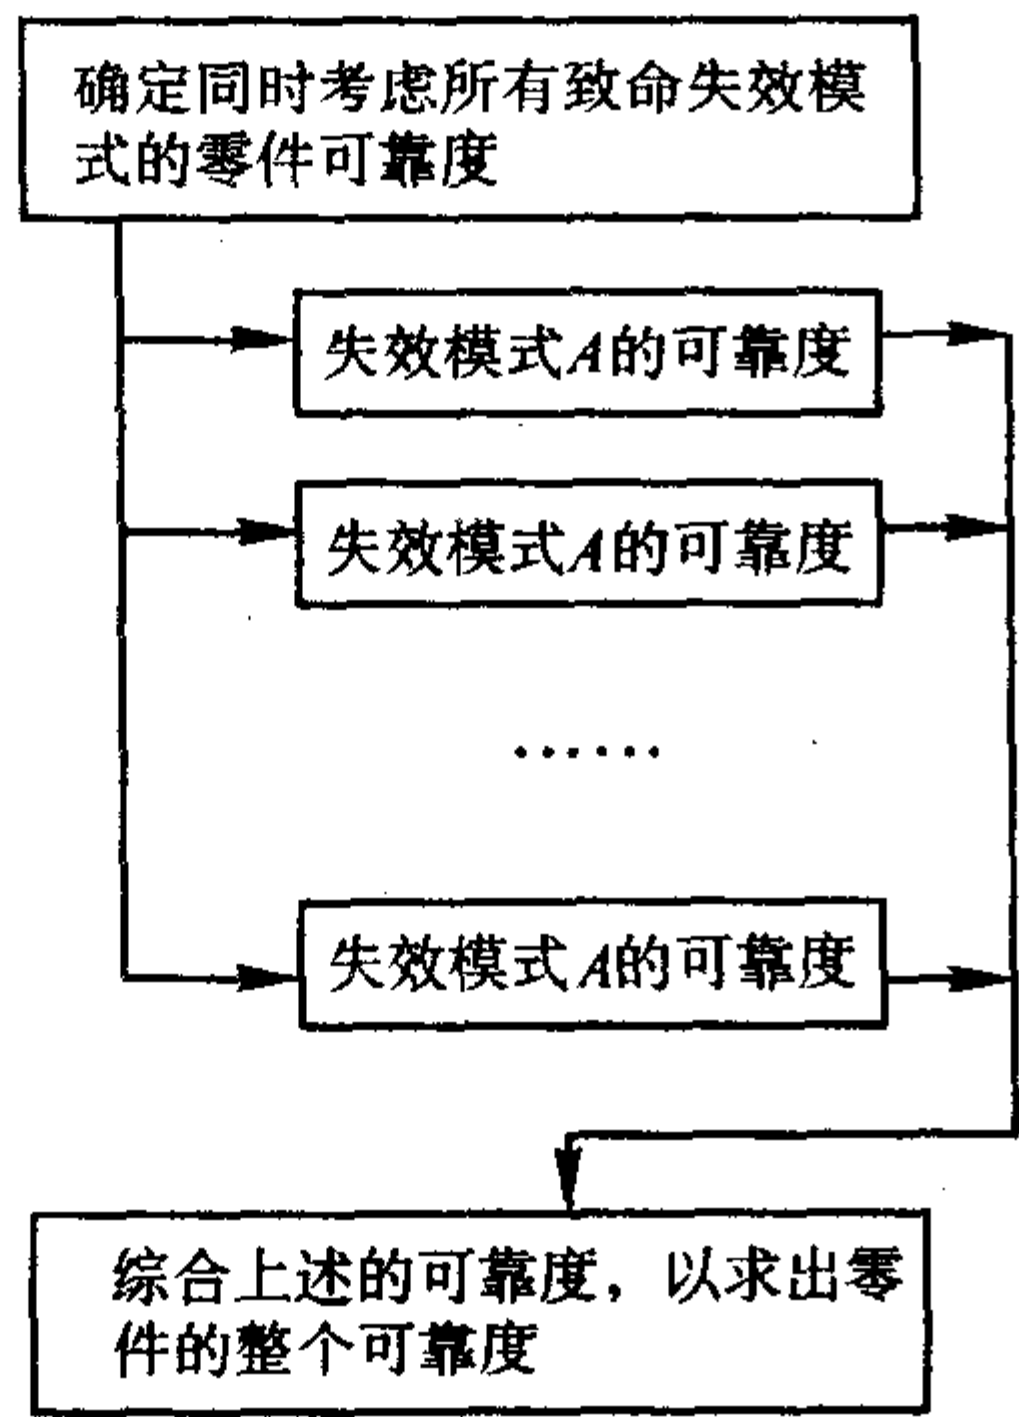 确定同时考虑所有致命失效模
式的零件可靠度
失效模式A的可靠度
失效模式A的可靠度
······
失效模式A的可靠度
综合上述的可靠度，以求出零
件的整个可靠度